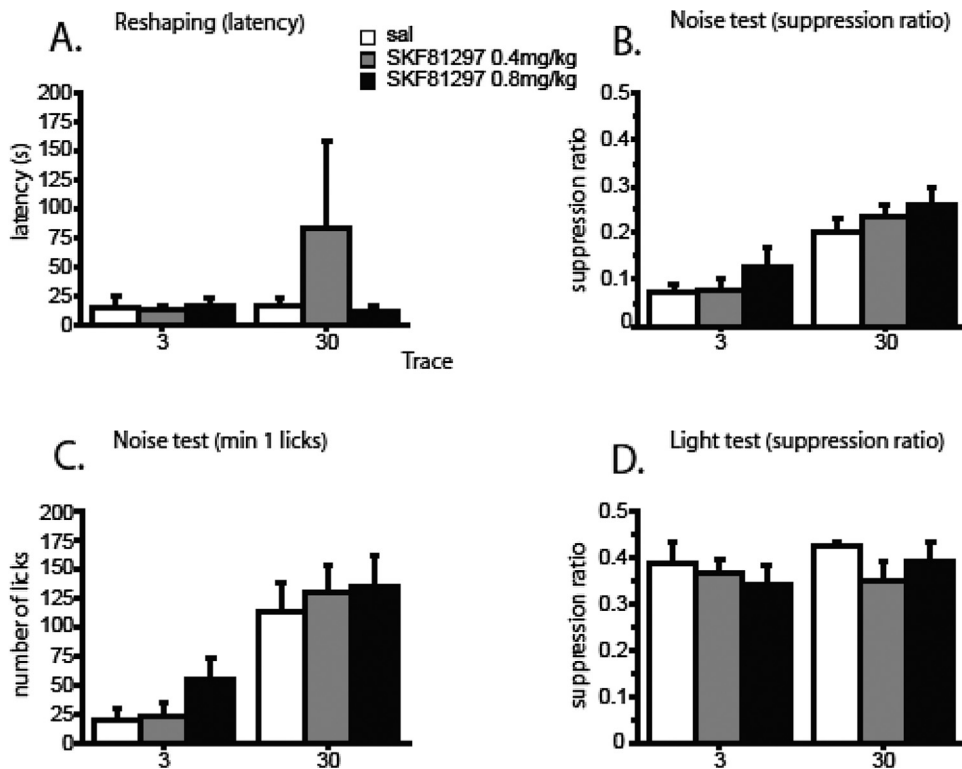 A.
Reshaping (latency)
sal
SKF81297 0.4mg/kg
SKF81297 0.8mg/kg
latency (s)
200
175
150
125
100
75
50
25
0
3
30
Trace
B.
Noise test (suppression ratio)
suppression ratio
0.5
0.4
0.3
0.2
0.1
0
3
30
C.
Noise test (min 1 licks)
number of licks
200
175
150
125
100
75
50
25
0
3
30
D.
Light test (suppression ratio)
suppression ratio
0.5
0.4
0.3
0.2
0.1
0
3
30